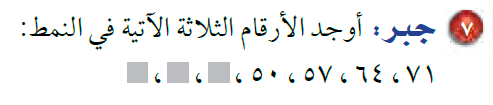 ٧ جبر: أوجد الأرقام الثلاثة الآتية في النمط:
٧١ ، ٦٤ ، ٥٧ ، ٥٠ ، ■ ، ■ ، ■